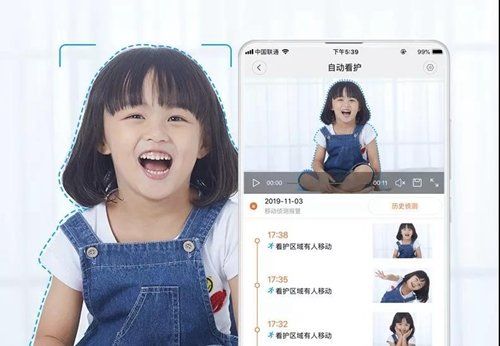 中国联通
下午5:39
99%
自动看护
00:00
00:11
2019-11-03
移动侦测报警
历史侦测
17:38
看护区域有人移动
17:35
看护区域有人移动
17:32
看护区域有人移动